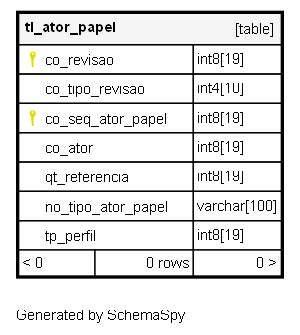 tl_ator_papel [table]
co_revisao int8[19]
co_tipo_revisao int4[10]
co_seq_ator_papel int8[19]
co_ator int8[19]
qt_referencia int8[19]
no_tipo_ator_papel varchar[100]
tp_perfil int8[19]
< 0 0 rows 0 >
Generated by SchemaSpy